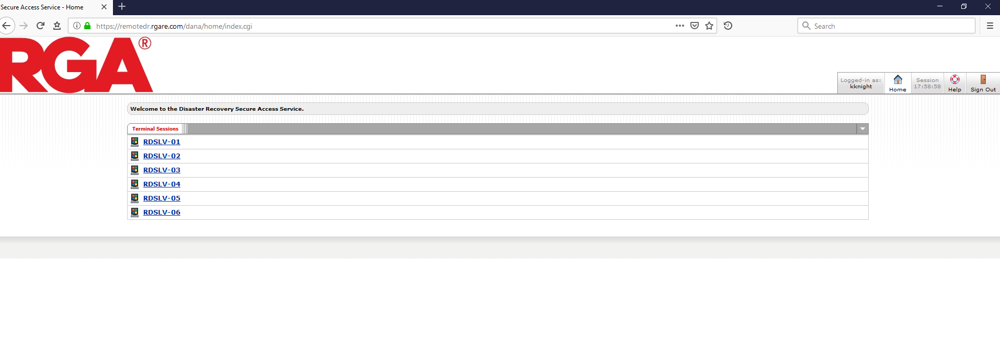 Secure Access Service - Home
https://remotedr.rgare.com/dana/home/index.cgi
Search
RGA®
Logged-in as:
kknight
Home
Session
17:58:58
Help
Sign Out
Welcome to the Disaster Recovery Secure Access Service.
Terminal Sessions
RDSLV-01
RDSLV-02
RDSLV-03
RDSLV-04
RDSLV-05
RDSLV-06